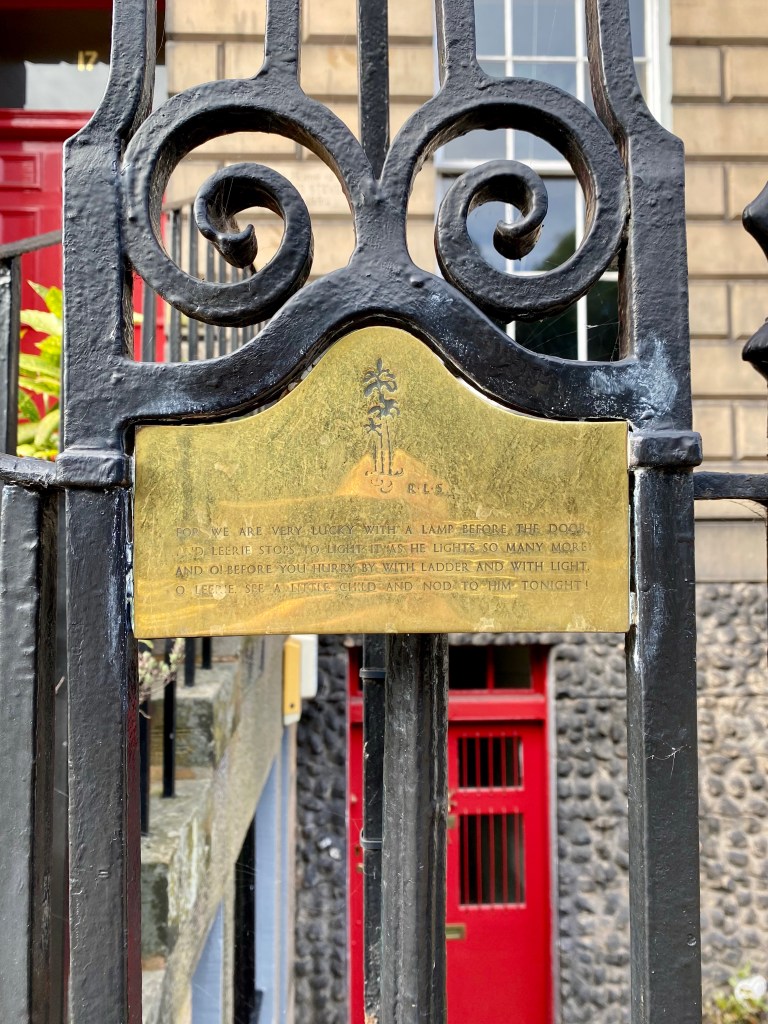 17
R.L.S.
FOR WE ARE VERY LUCKY WITH A LAMP BEFORE THE DOOR,
D LEERIE STOPS TO LIGHT IT AS HE LIGHTS SO MANY MORE;
AND O! BEFORE YOU HURRY BY WITH LADDER AND WITH LIGHT,
O LEERIE, SEE A LITTLE CHILD AND NOD TO HIM TONIGHT!